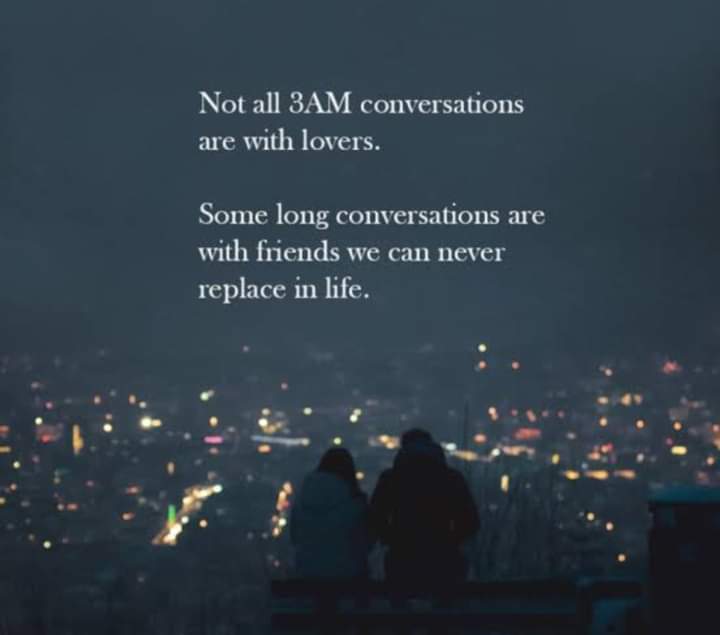 Not all 3AM conversations
are with lovers.
Some long conversations are
with friends we can never
replace in life.